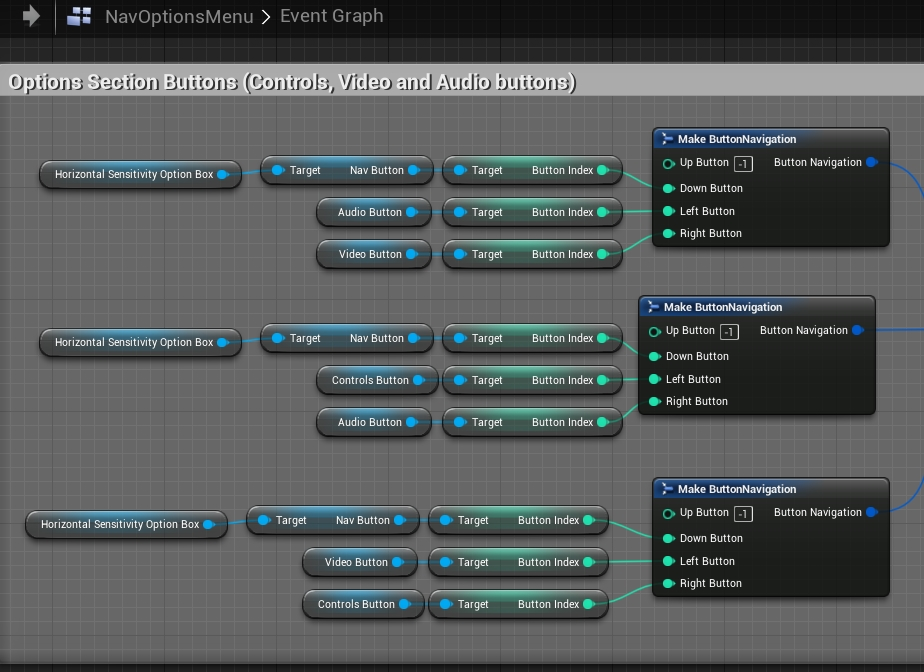 NavOptionsMenu > Event Graph
Options Section Buttons (Controls, Video and Audio buttons)
Make ButtonNavigation
Horizontal Sensitivity Option Box
Target Nav Button
Target Button Index
Up Button -1 Button Navigation
Down Button
Audio Button
Target Button Index
Left Button
Video Button
Target Button Index
Right Button
Make ButtonNavigation
Horizontal Sensitivity Option Box
Target Nav Button
Target Button Index
Up Button -1 Button Navigation
Down Button
Controls Button
Target Button Index
Left Button
Audio Button
Target Button Index
Right Button
Make ButtonNavigation
Horizontal Sensitivity Option Box
Target Nav Button
Target Button Index
Up Button -1 Button Navigation
Down Button
Video Button
Target Button Index
Left Button
Controls Button
Target Button Index
Right Button